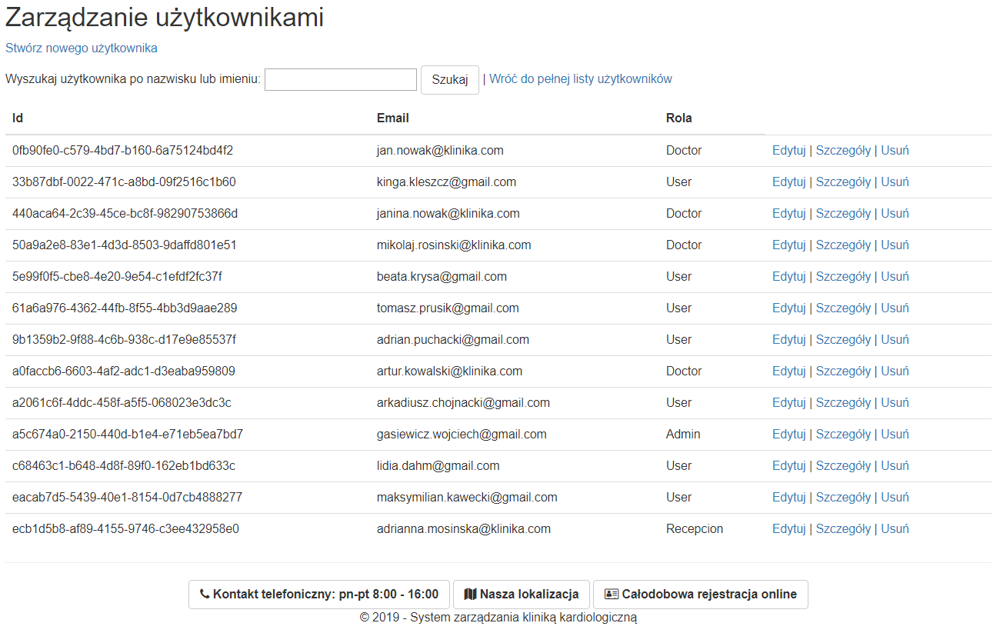 Zarządzanie użytkownikami
Stwórz nowego użytkownika
Wyszukaj użytkownika po nazwisku lub imieniu: Szukaj | Wróć do pełnej listy użytkowników
Id Email Rola
0fb90fe0-c579-4bd7-b160-6a75124bd4f2 jan.nowak@klinika.com Doctor Edytuj | Szczegóły | Usuń
33b87dbf-0022-471c-a8bd-09f2516c1b60 kinga.kleszcz@gmail.com User Edytuj | Szczegóły | Usuń
440aca64-2c39-45ce-bc8f-98290753866d janina.nowak@klinika.com Doctor Edytuj | Szczegóły | Usuń
50a9a2e8-83e1-4d3d-8503-9daffd801e51 mikolaj.rosinski@klinika.com Doctor Edytuj | Szczegóły | Usuń
5e99f0f5-cbe8-4e20-9e54-c1efdf2fc37f beata.krysa@gmail.com User Edytuj | Szczegóły | Usuń
61a6a976-4362-44fb-8f55-4bb3d9aae289 tomasz.prusik@gmail.com User Edytuj | Szczegóły | Usuń
9b1359b2-9f88-4c6b-938c-d17e9e85537f adrian.puchacki@gmail.com User Edytuj | Szczegóły | Usuń
a0faccb6-6603-4af2-adc1-d3eaba959809 artur.kowalski@klinika.com Doctor Edytuj | Szczegóły | Usuń
a2061c6f-4ddc-458f-a5f5-068023e3dc3c arkadiusz.chojnacki@gmail.com User Edytuj | Szczegóły | Usuń
a5c674a0-2150-440d-b1e4-e71eb5ea7bd7 gasiewicz.wojciech@gmail.com Admin Edytuj | Szczegóły | Usuń
c68463c1-b648-4d8f-89f0-162eb1bd633c lidia.dahm@gmail.com User Edytuj | Szczegóły | Usuń
eacab7d5-5439-40e1-8154-0d7cb4888277 maksymilian.kawecki@gmail.com User Edytuj | Szczegóły | Usuń
ecb1d5b8-af89-4155-9746-c3ee432958e0 adrianna.mosinska@klinika.com Recepcion Edytuj | Szczegóły | Usuń
Kontakt telefoniczny: pn-pt 8:00 - 16:00 Nasza lokalizacja Całodobowa rejestracja online
© 2019 - System zarządzania kliniką kardiologiczną